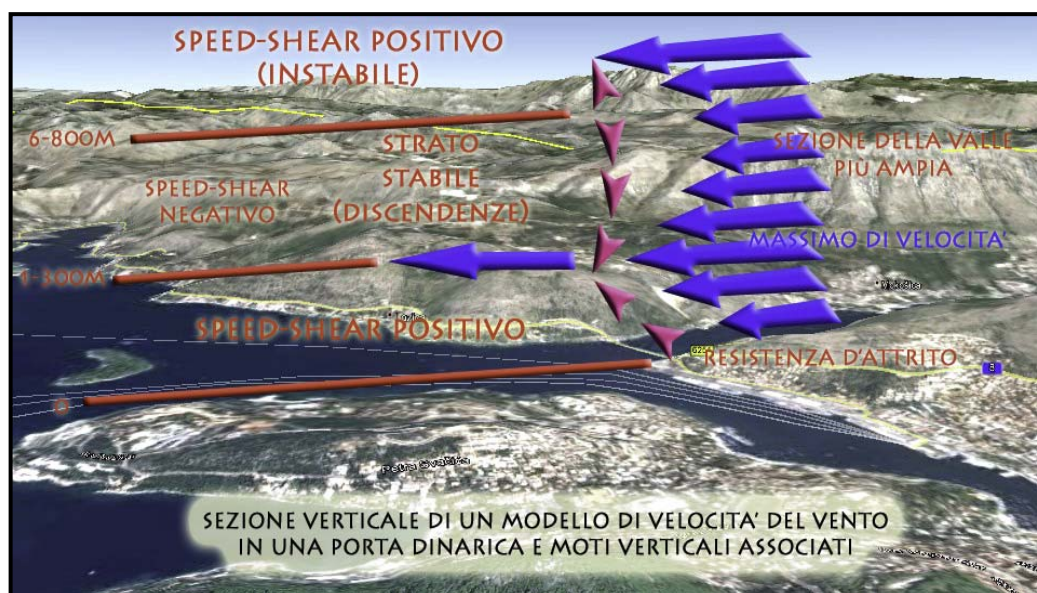 SPEED-SHEAR POSITIVO
(INSTABILE)
6-800M
STRATO
STABILE
(DISCENDENZE)
SPEED-SHEAR
NEGATIVO
SEZIONE DELLA VALLE
PIÙ AMPIA
MASSIMO DI VELOCITA'
SPEED-SHEAR POSITIVO
RESISTENZA D'ATTRITO
8
0
SEZIONE VERTICALE DI UN MODELLO DI VELOCITA' DEL VENTO
IN UNA PORTA DINARICA E MOTI VERTICALI ASSOCIATI